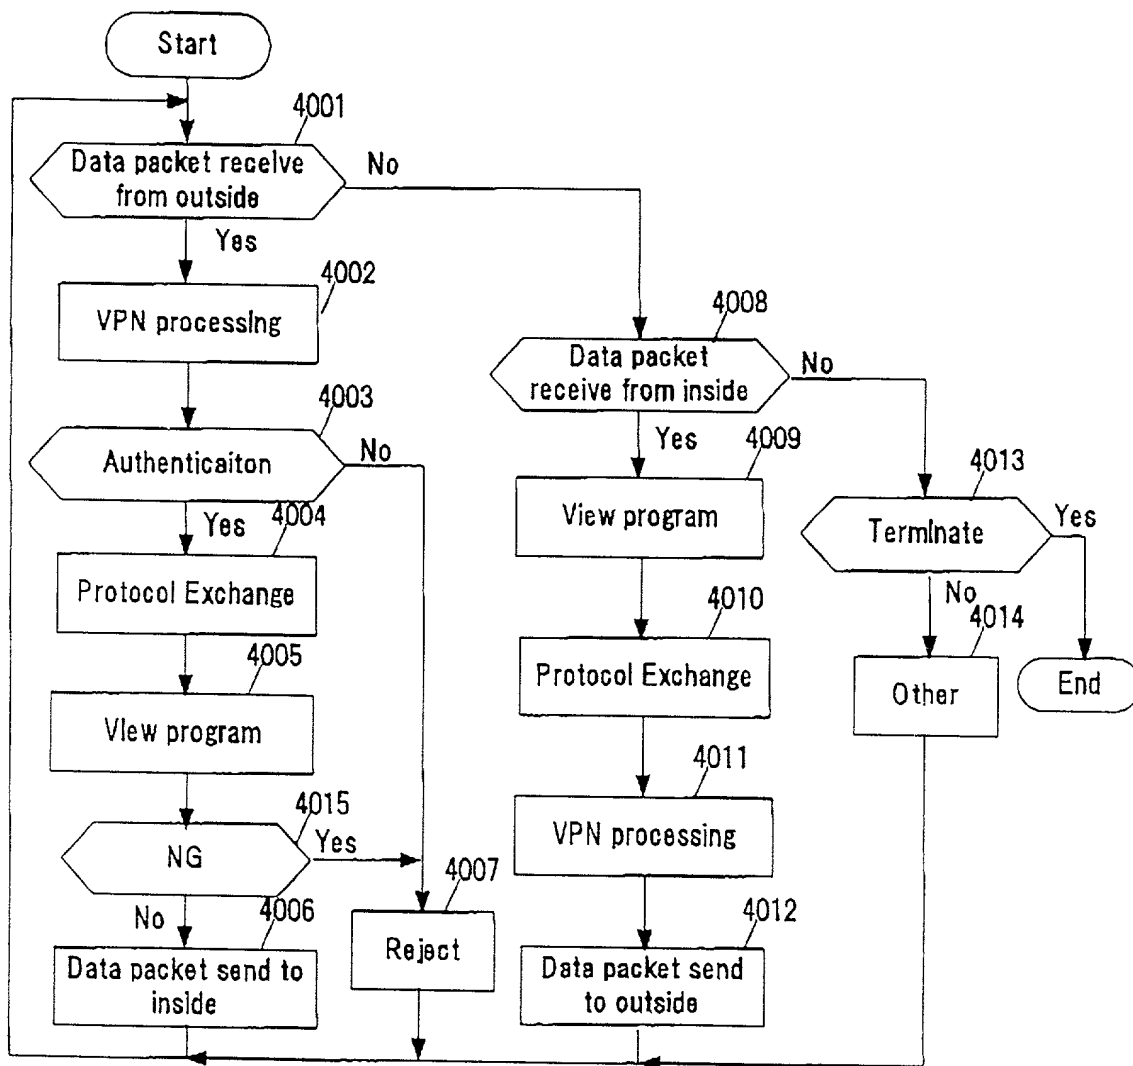 Start
4001
Data packet receive
from outside
No
Yes
4002
VPN processing
4003
Authenticaiton
No
Yes
4004
Protocol Exchange
4005
View program
4015
NG
Yes
No
4006
Data packet send to
inside
4007
Reject
4008
Data packet
receive from inside
No
Yes
4009
View program
4010
Protocol Exchange
4011
VPN processing
4012
Data packet send
to outside
4013
Terminate
Yes
No
4014
Other
End